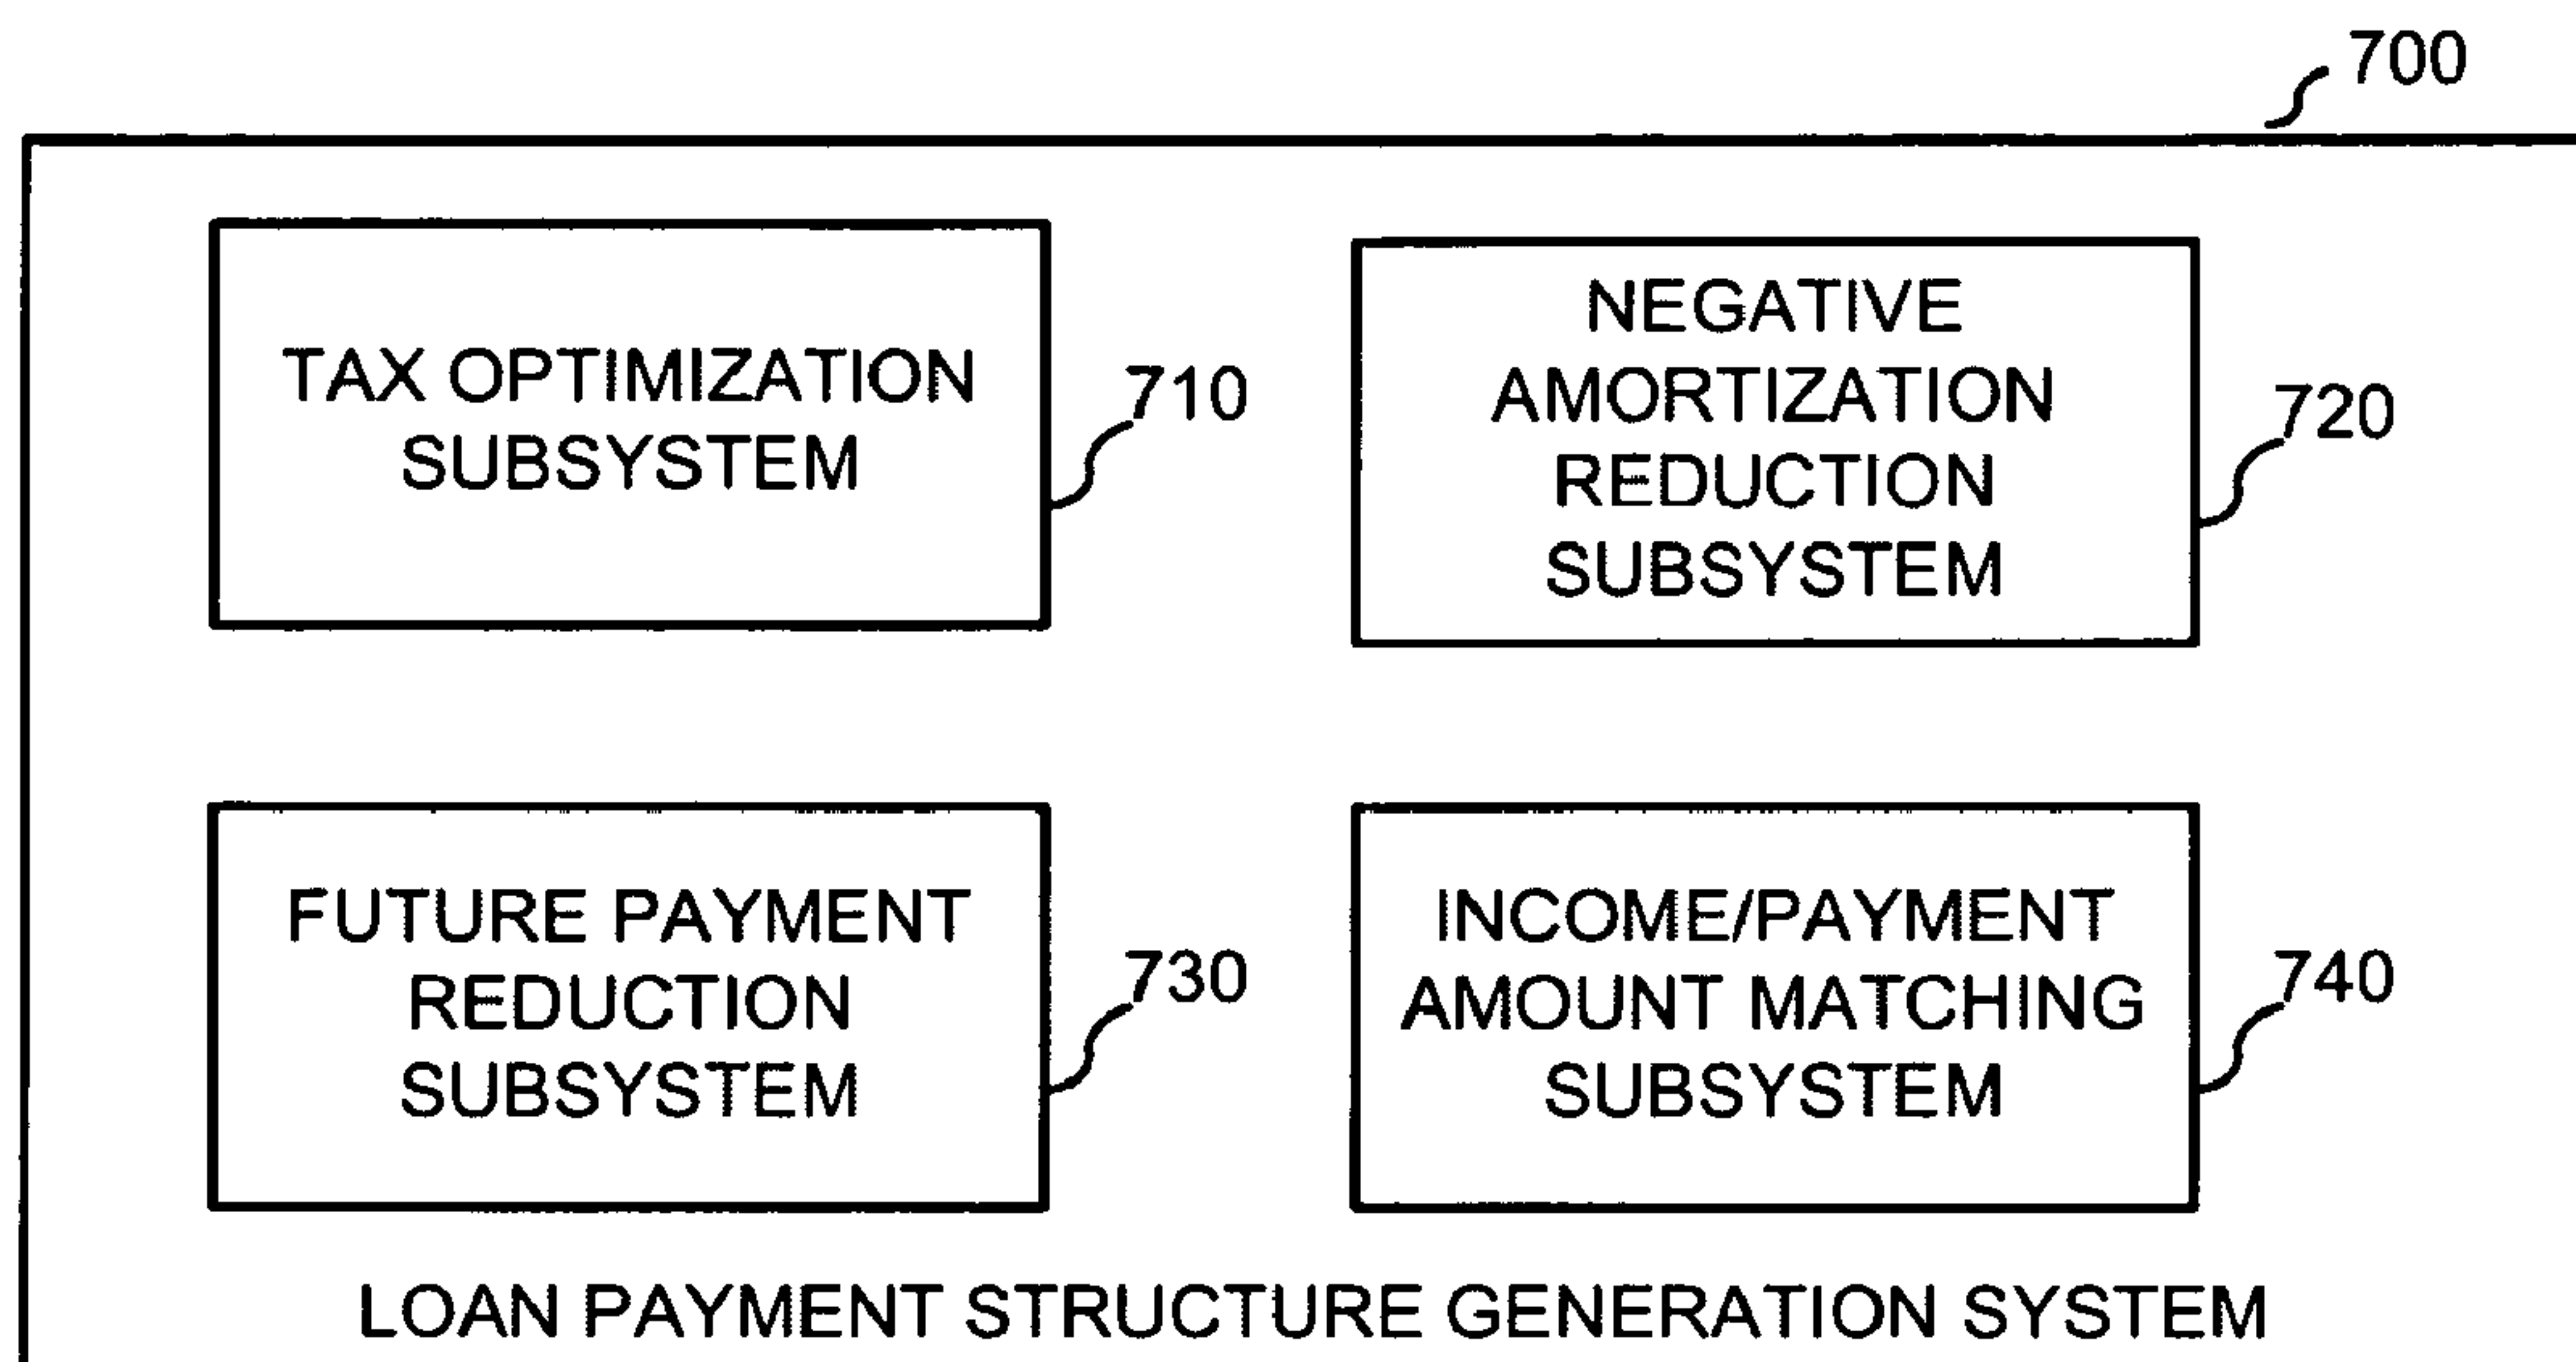 700
TAX OPTIMIZATION
SUBSYSTEM
710
NEGATIVE
AMORTIZATION
REDUCTION
SUBSYSTEM
720
FUTURE PAYMENT
REDUCTION
SUBSYSTEM
730
INCOME/PAYMENT
AMOUNT MATCHING
SUBSYSTEM
740
LOAN PAYMENT STRUCTURE GENERATION SYSTEM